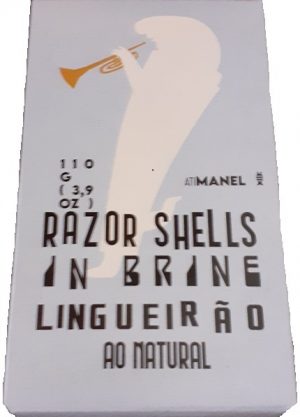 110
G
( 3,9
OZ )
ATIMANEL
RAZOR SHELLS
IN BRINE
LINGUEIRÃO
AO NATURAL